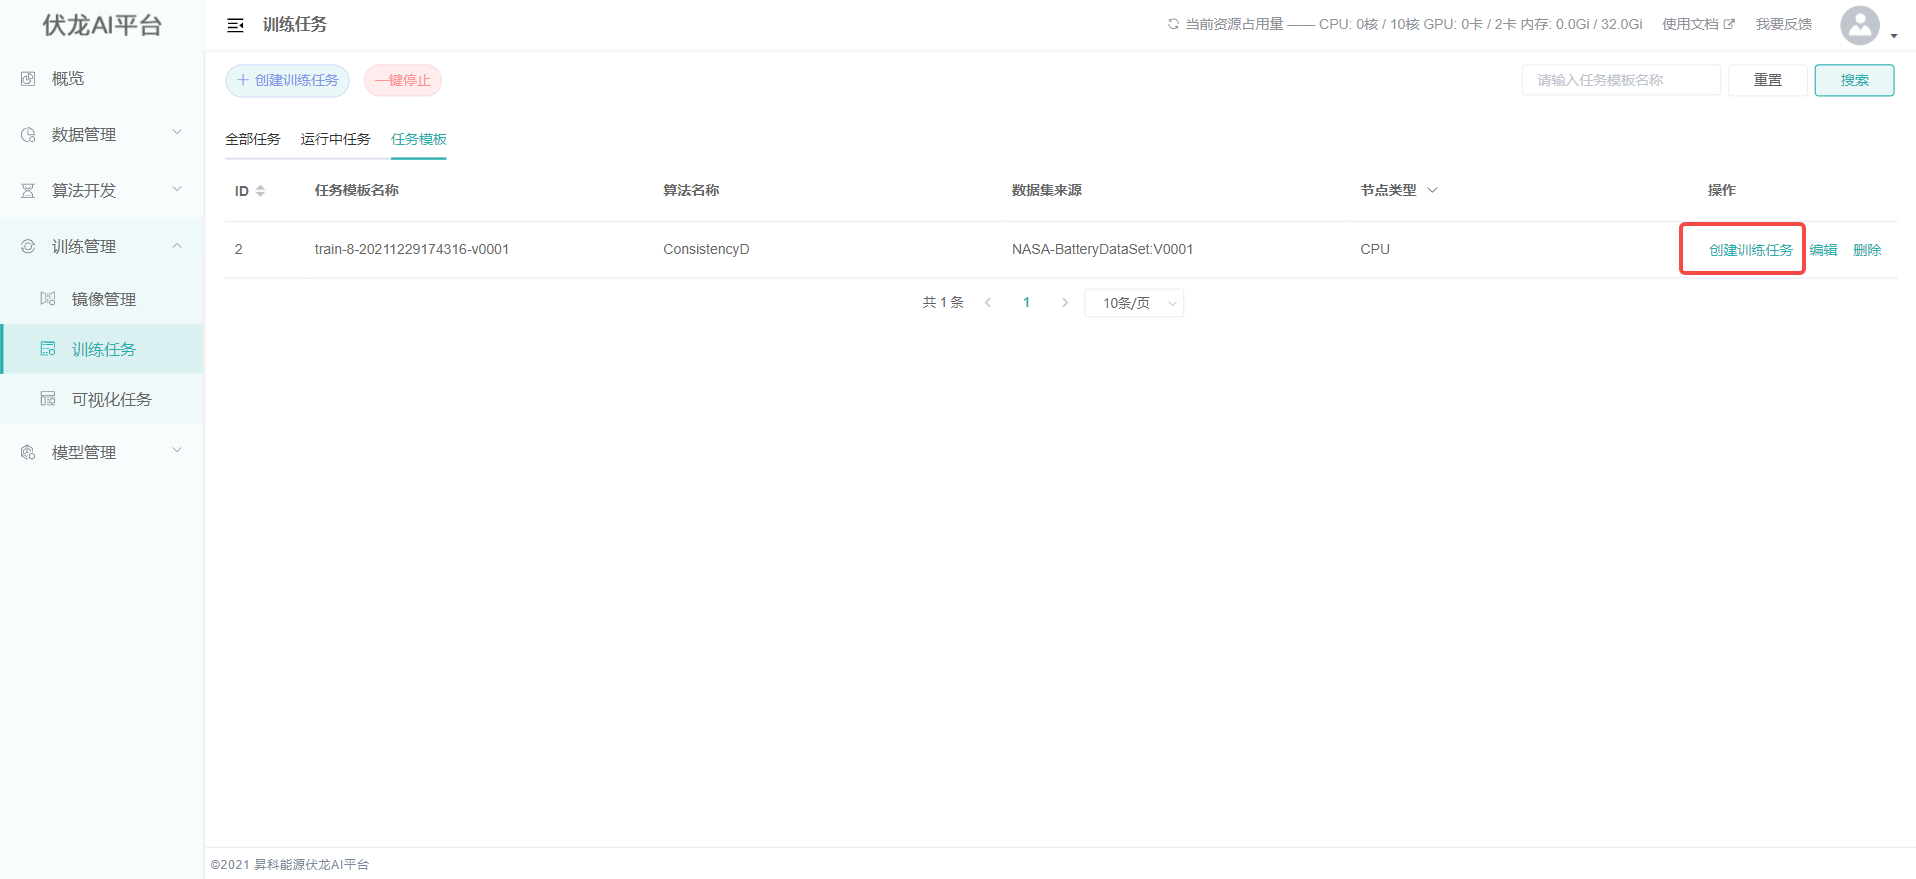 伏龙AI平台
训练任务
当前资源占用量 —— CPU: 0核 / 10核 GPU: 0卡 / 2卡 内存: 0.0Gi / 32.0Gi
使用文档
我要反馈
概览
数据管理
算法开发
训练管理
镜像管理
训练任务
可视化任务
模型管理
创建训练任务
一键停止
请输入任务模板名称
重置
搜索
全部任务 运行中任务 任务模板
ID 任务模板名称 算法名称 数据集来源 节点类型 操作
2 train-8-20211229174316-v0001 ConsistencyD NASA-BatteryDataSet:V0001 CPU 创建训练任务 编辑 删除
共 1 条 1 10条/页
©2021 昇科能源伏龙AI平台